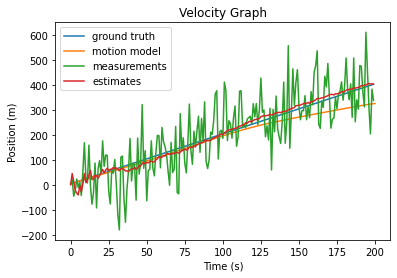 Velocity Graph
ground truth
motion model
measurements
estimates
Position (m)
600
500
400
300
200
100
0
−100
−200
0
25
50
75
100
125
150
175
200
Time (s)